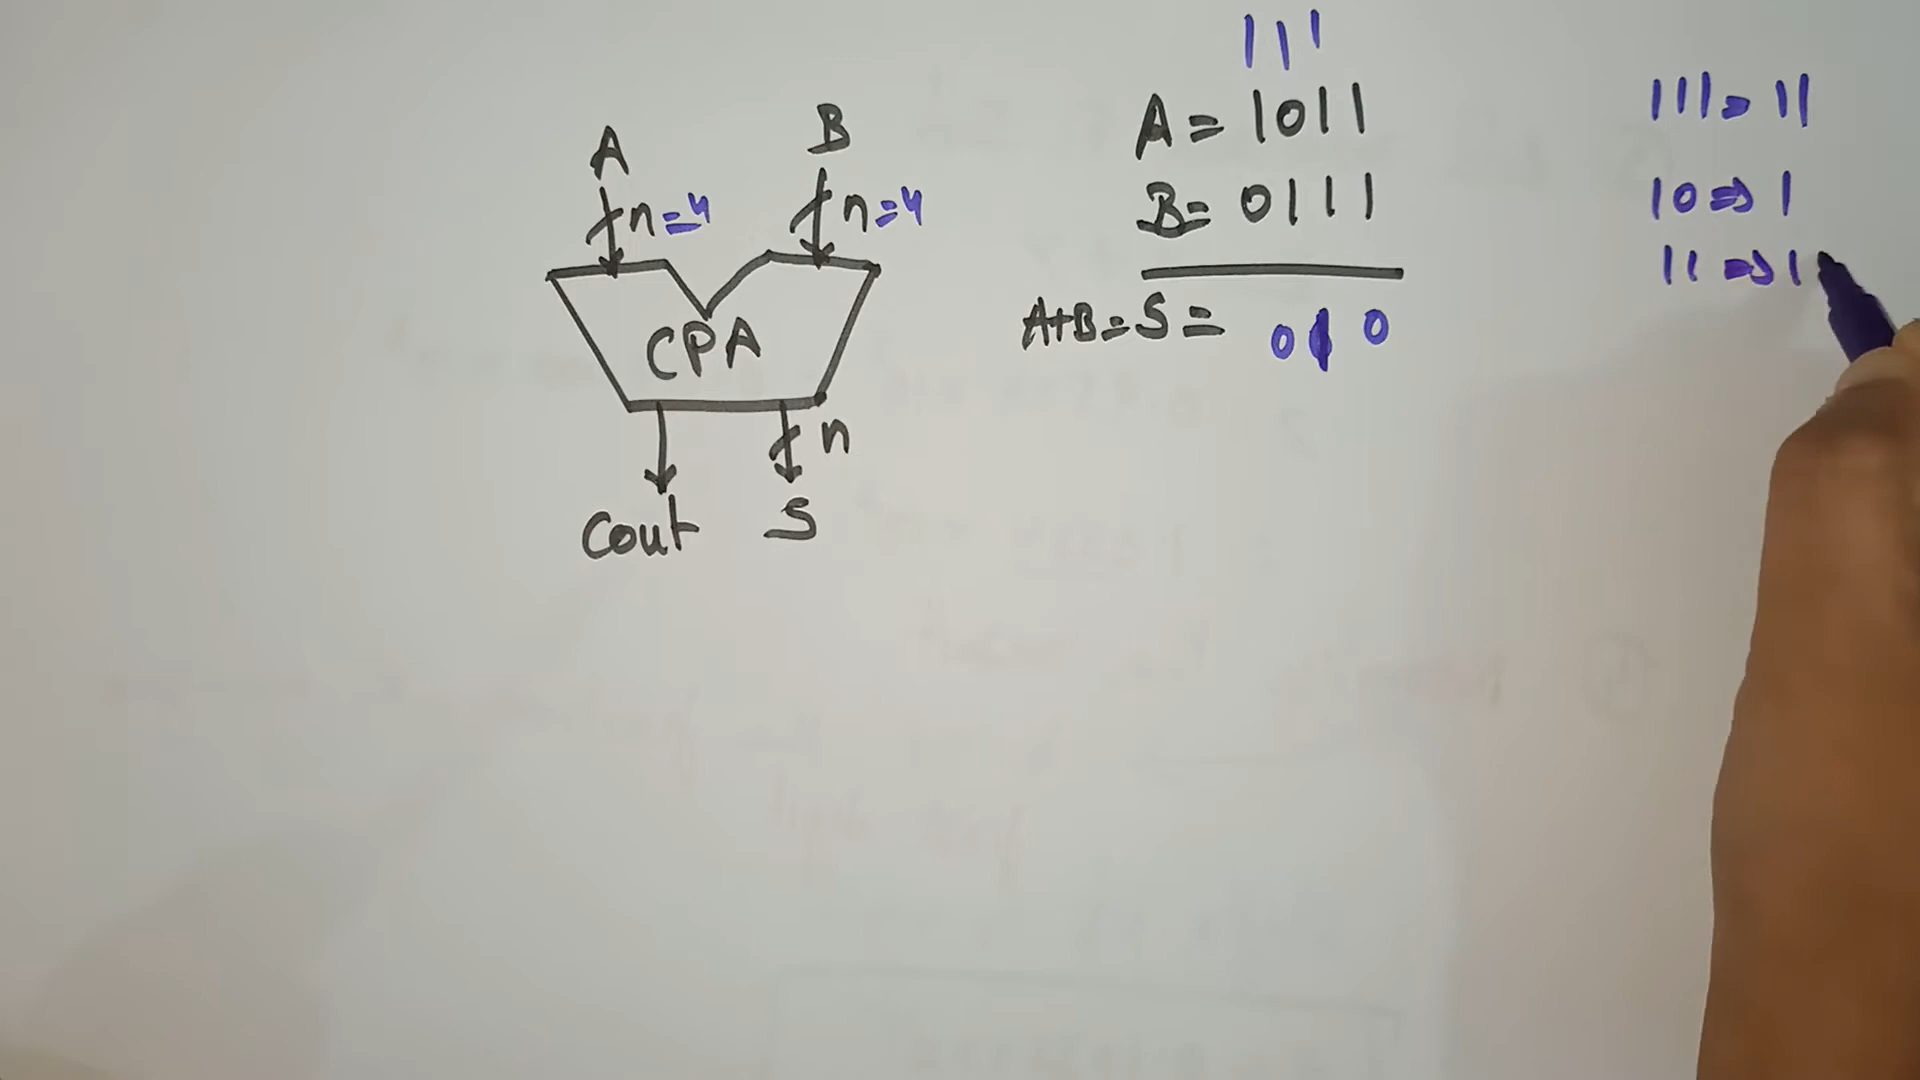 A
B
n=4
n=4
CPA
n
Cout
S
111
A = 1011
B= 0111
A+B=S= 010
111⇒11
10⇒1
11⇒1